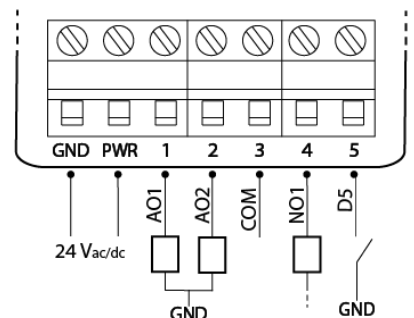 GND PWR 1 2 3 4 5
AO1 AO2 COM NO1 D5
24 Vac/dc
GND GND